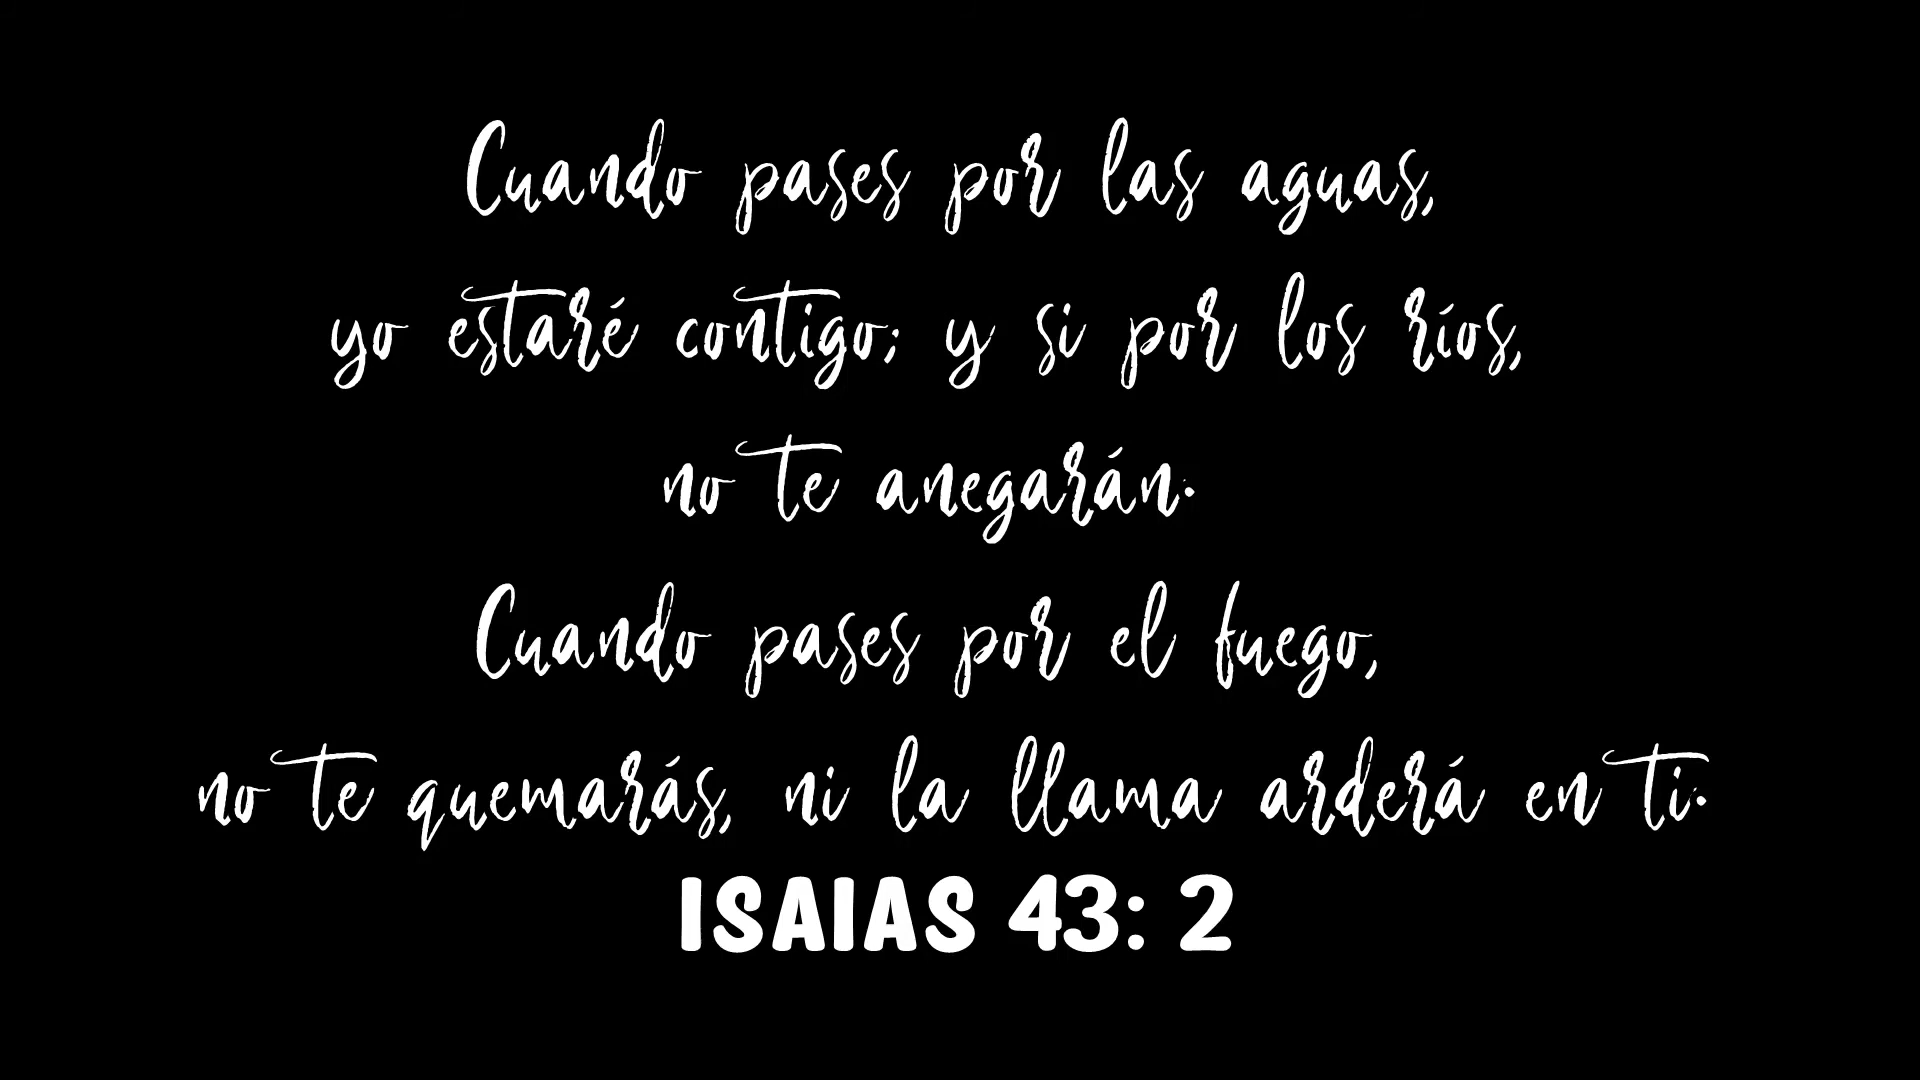 Cuando pases por las aguas,
yo estaré contigo; y si por los ríos,
no te anegarán.
Cuando pases por el fuego,
no te quemarás, ni la llama arderá en ti.
ISAIAS 43: 2